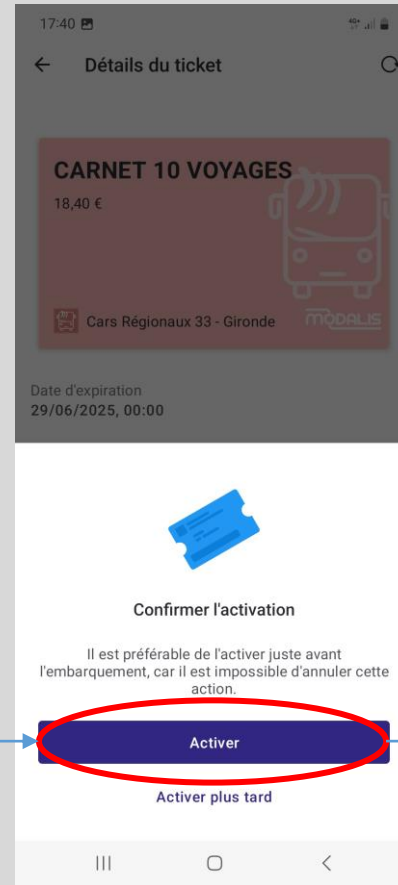 17:40
4G+
Détails du ticket
CARNET 10 VOYAGES
18,40 €
Cars Régionaux 33 - Gironde
MODALIS
Date d'expiration
29/06/2025, 00:00
Confirmer l'activation
Il est préférable de l'activer juste avant
l'embarquement, car il est impossible d'annuler cette
action.
Activer
Activer plus tard